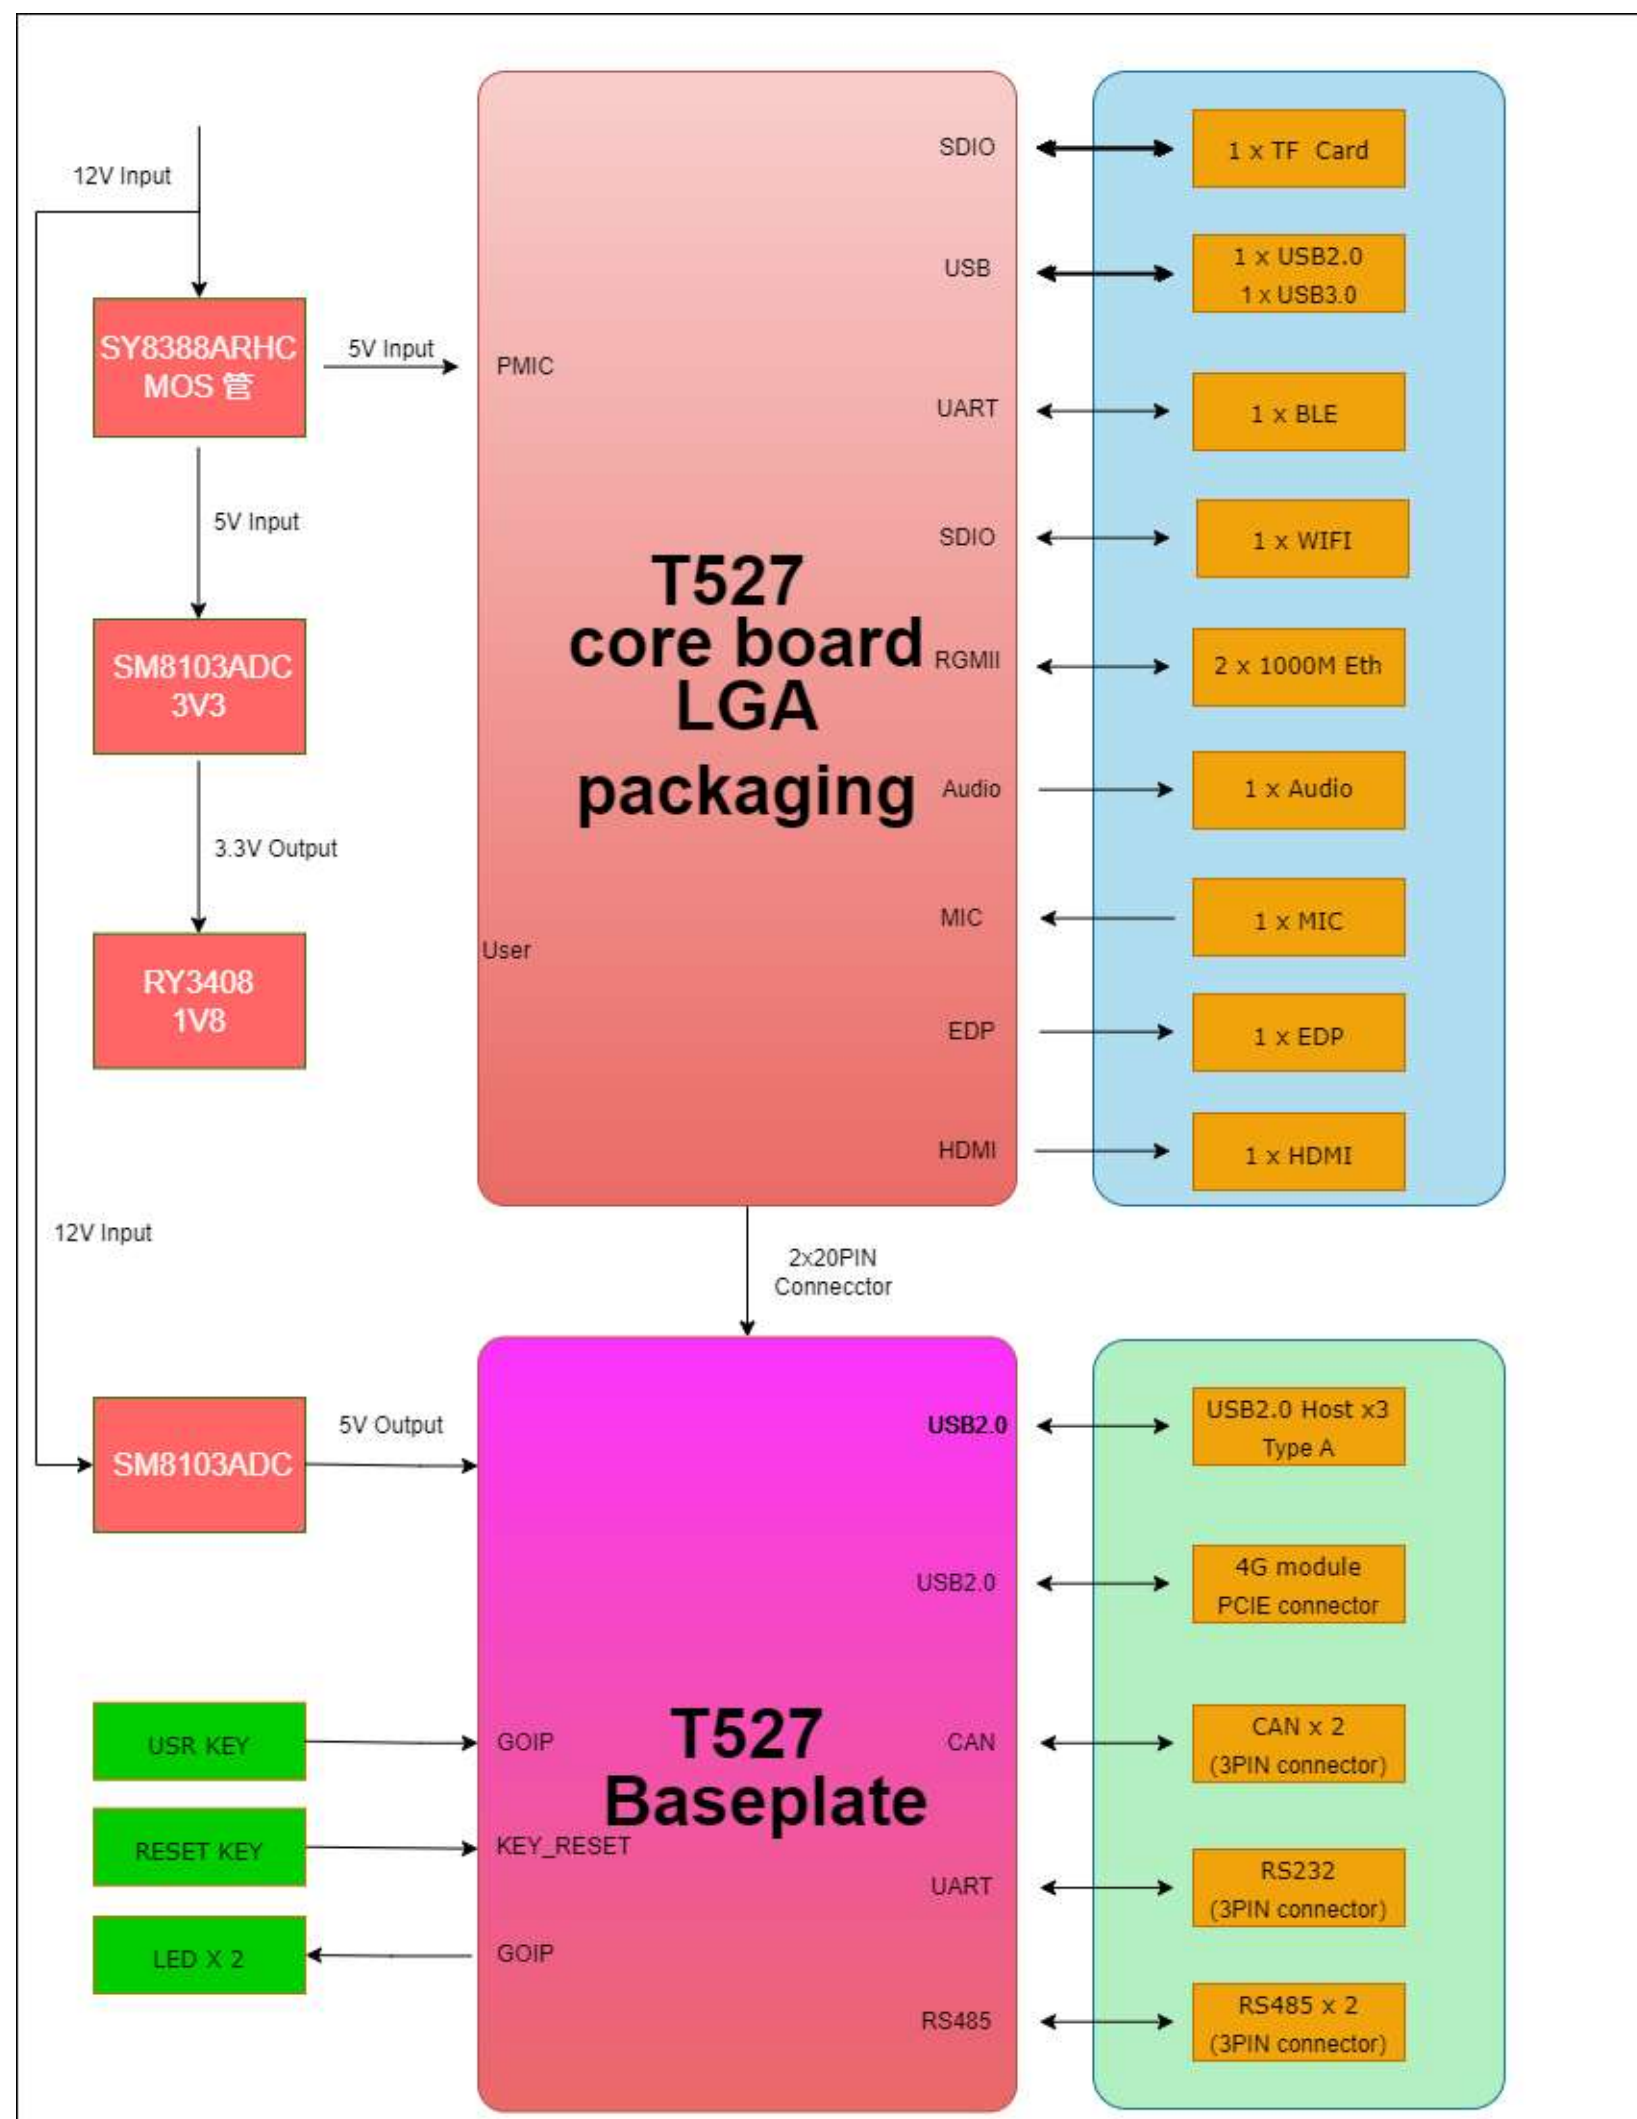 12V Input
SY8388ARHC
MOS 管
5V Input
5V Input
SM8103ADC
3V3
3.3V Output
RY3408
1V8
PMIC
User
T527
core board
LGA
packaging
SDIO
1 x TF  Card
USB
1 x USB2.0
1 x USB3.0
UART
1 x BLE
SDIO
1 x WIFI
RGMII
2 x 1000M Eth
Audio
1 x Audio
MIC
1 x MIC
EDP
1 x EDP
HDMI
1 x HDMI
12V Input
2x20PIN
Connecctor
SM8103ADC
5V Output
USR KEY
GOIP
RESET KEY
KEY_RESET
LED X 2
GOIP
T527
Baseplate
USB2.0
USB2.0 Host x3
Type A
USB2.0
4G module
PCIE connector
CAN
CAN x 2
(3PIN connector)
UART
RS232
(3PIN connector)
RS485
RS485 x 2
(3PIN connector)